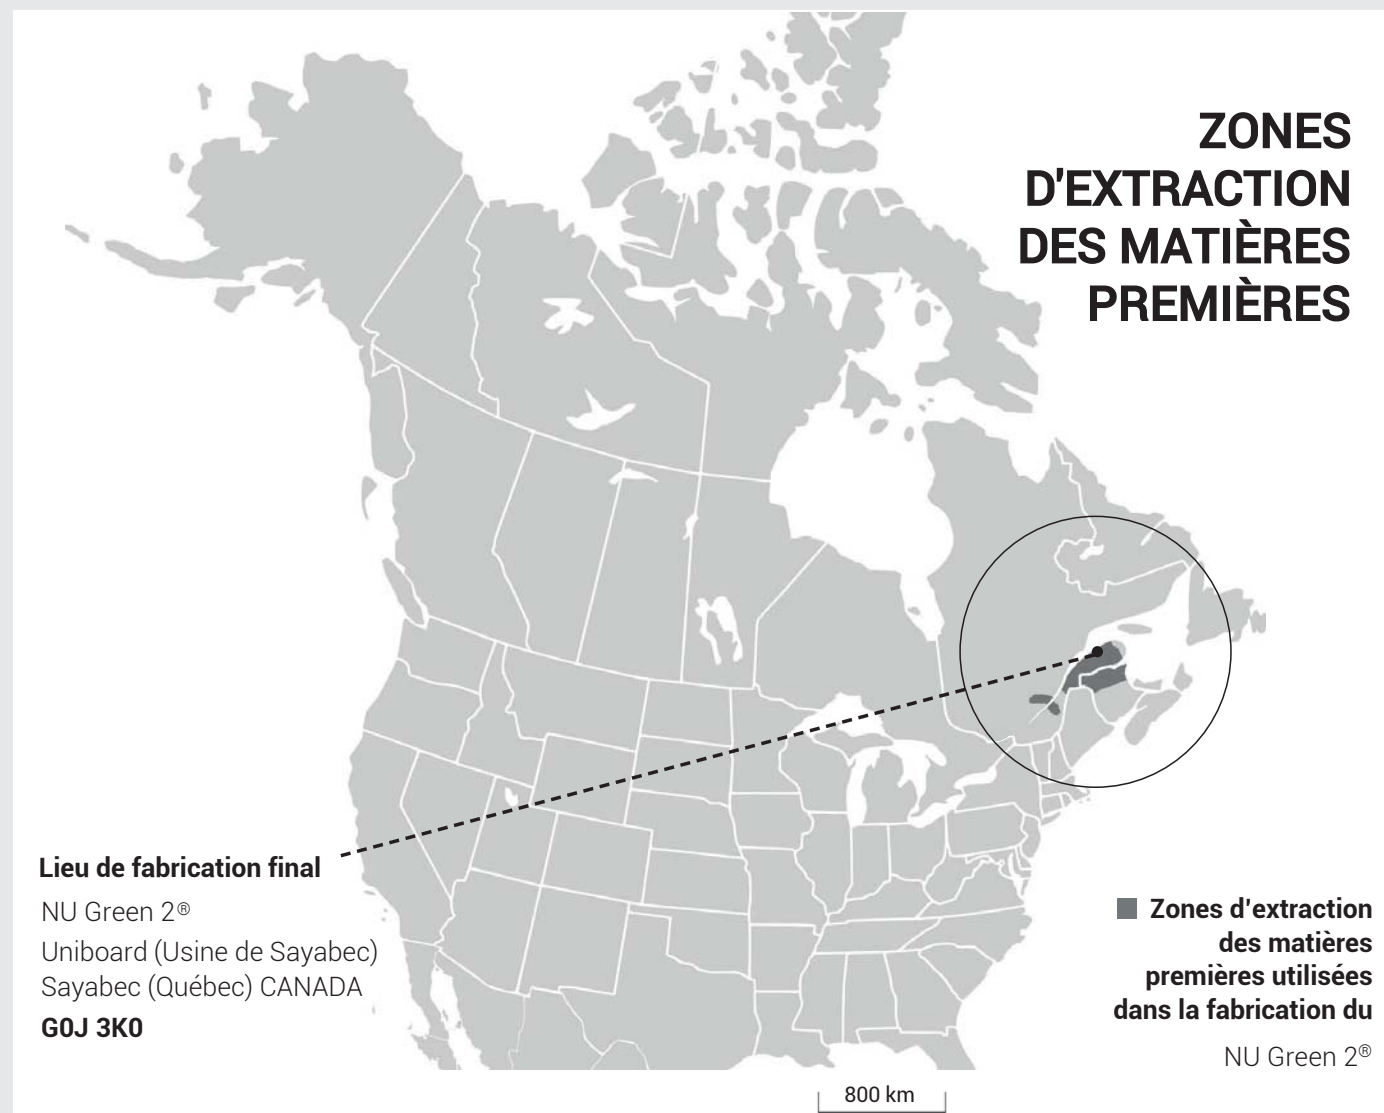 ZONES
D'EXTRACTION
DES MATIÈRES
PREMIÈRES
Lieu de fabrication final
NU Green 2®
Uniboard (Usine de Sayabec)
Sayabec (Québec) CANADA
G0J 3K0
Zones d'extraction
des matières
premières utilisées
dans la fabrication du
NU Green 2®
800 km